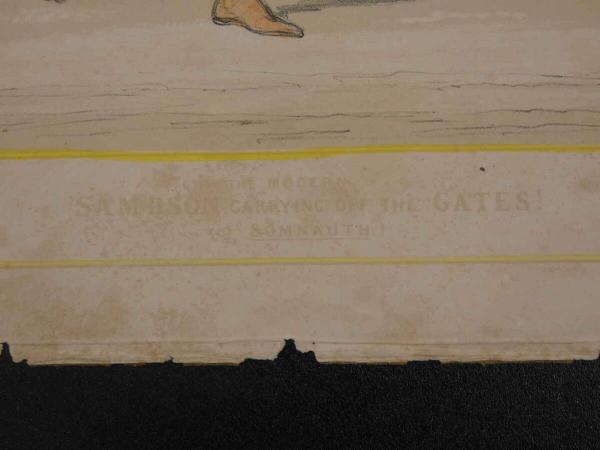 THE MODERN
SAMPSON CARRYING OFF THE GATES!
of SOMNAUTH!